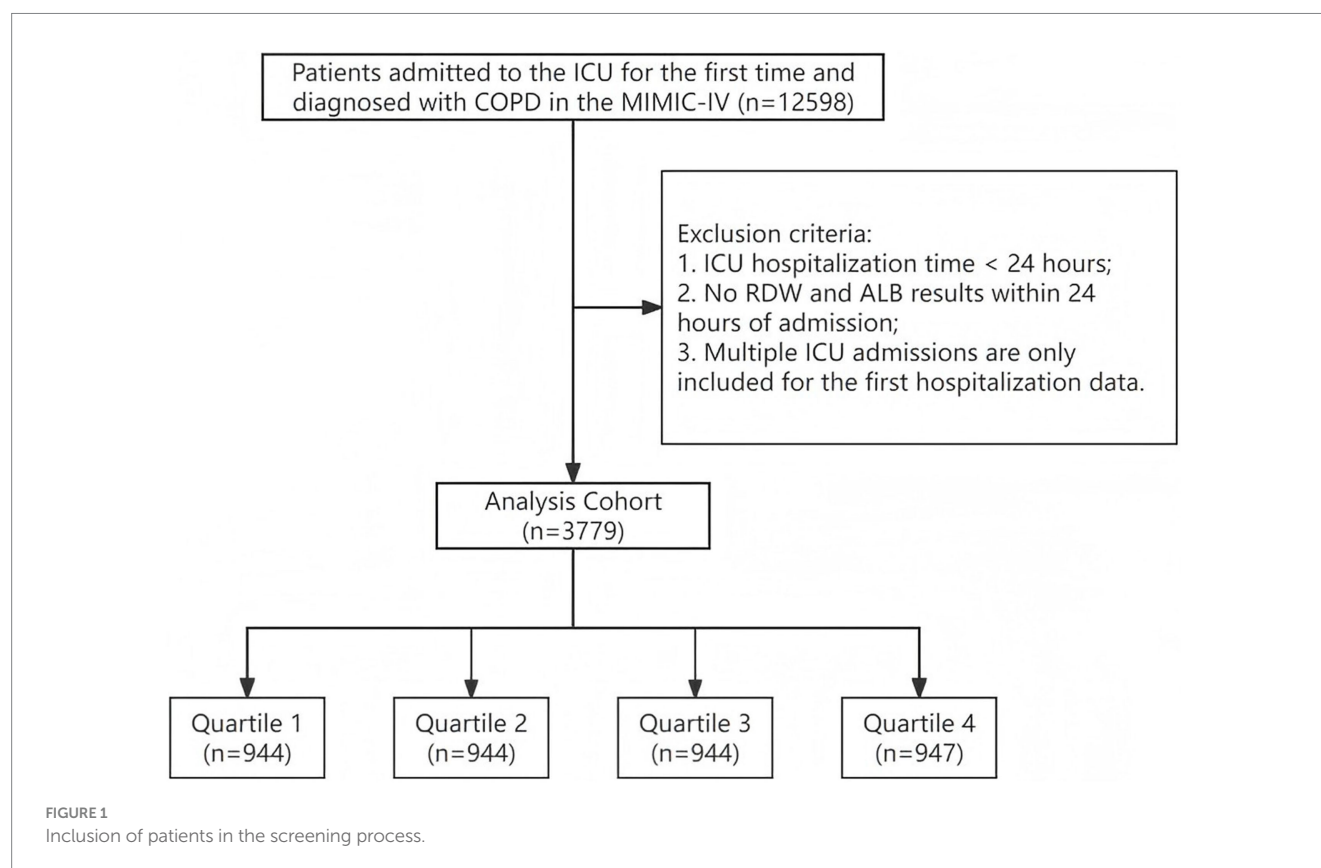 Patients admitted to the ICU for the first time and
diagnosed with COPD in the MIMIC-IV (n=12598)
Exclusion criteria:
1. ICU hospitalization time < 24 hours;
2. No RDW and ALB results within 24
hours of admission;
3. Multiple ICU admissions are only
included for the first hospitalization data.
Analysis Cohort
(n=3779)
Quartile 1
(n=944)
Quartile 2
(n=944)
Quartile 3
(n=944)
Quartile 4
(n=947)
FIGURE 1
Inclusion of patients in the screening process.